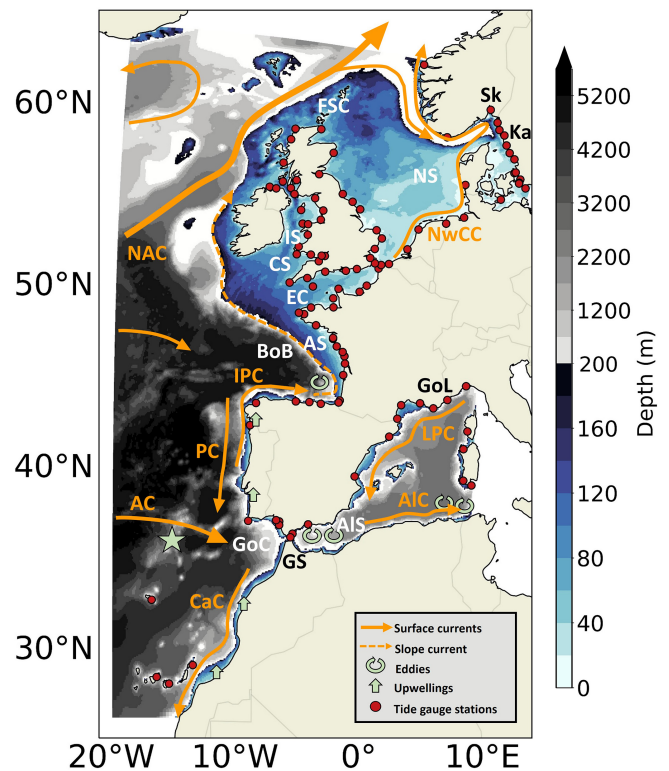 60°N
50°N
40°N
30°N
20°W
10°W
0°
10°E
FSC
Sk
Ka
NS
NAC
IS
CS
NwCC
EC
AS
BoB
IPC
GoL
LPC
PC
AC
AlC
AlS
GoC
GS
CaC
Surface currents
Slope current
Eddies
Upwellings
Tide gauge stations
5200
4200
3200
2200
1200
200
160
120
80
40
0
Depth (m)